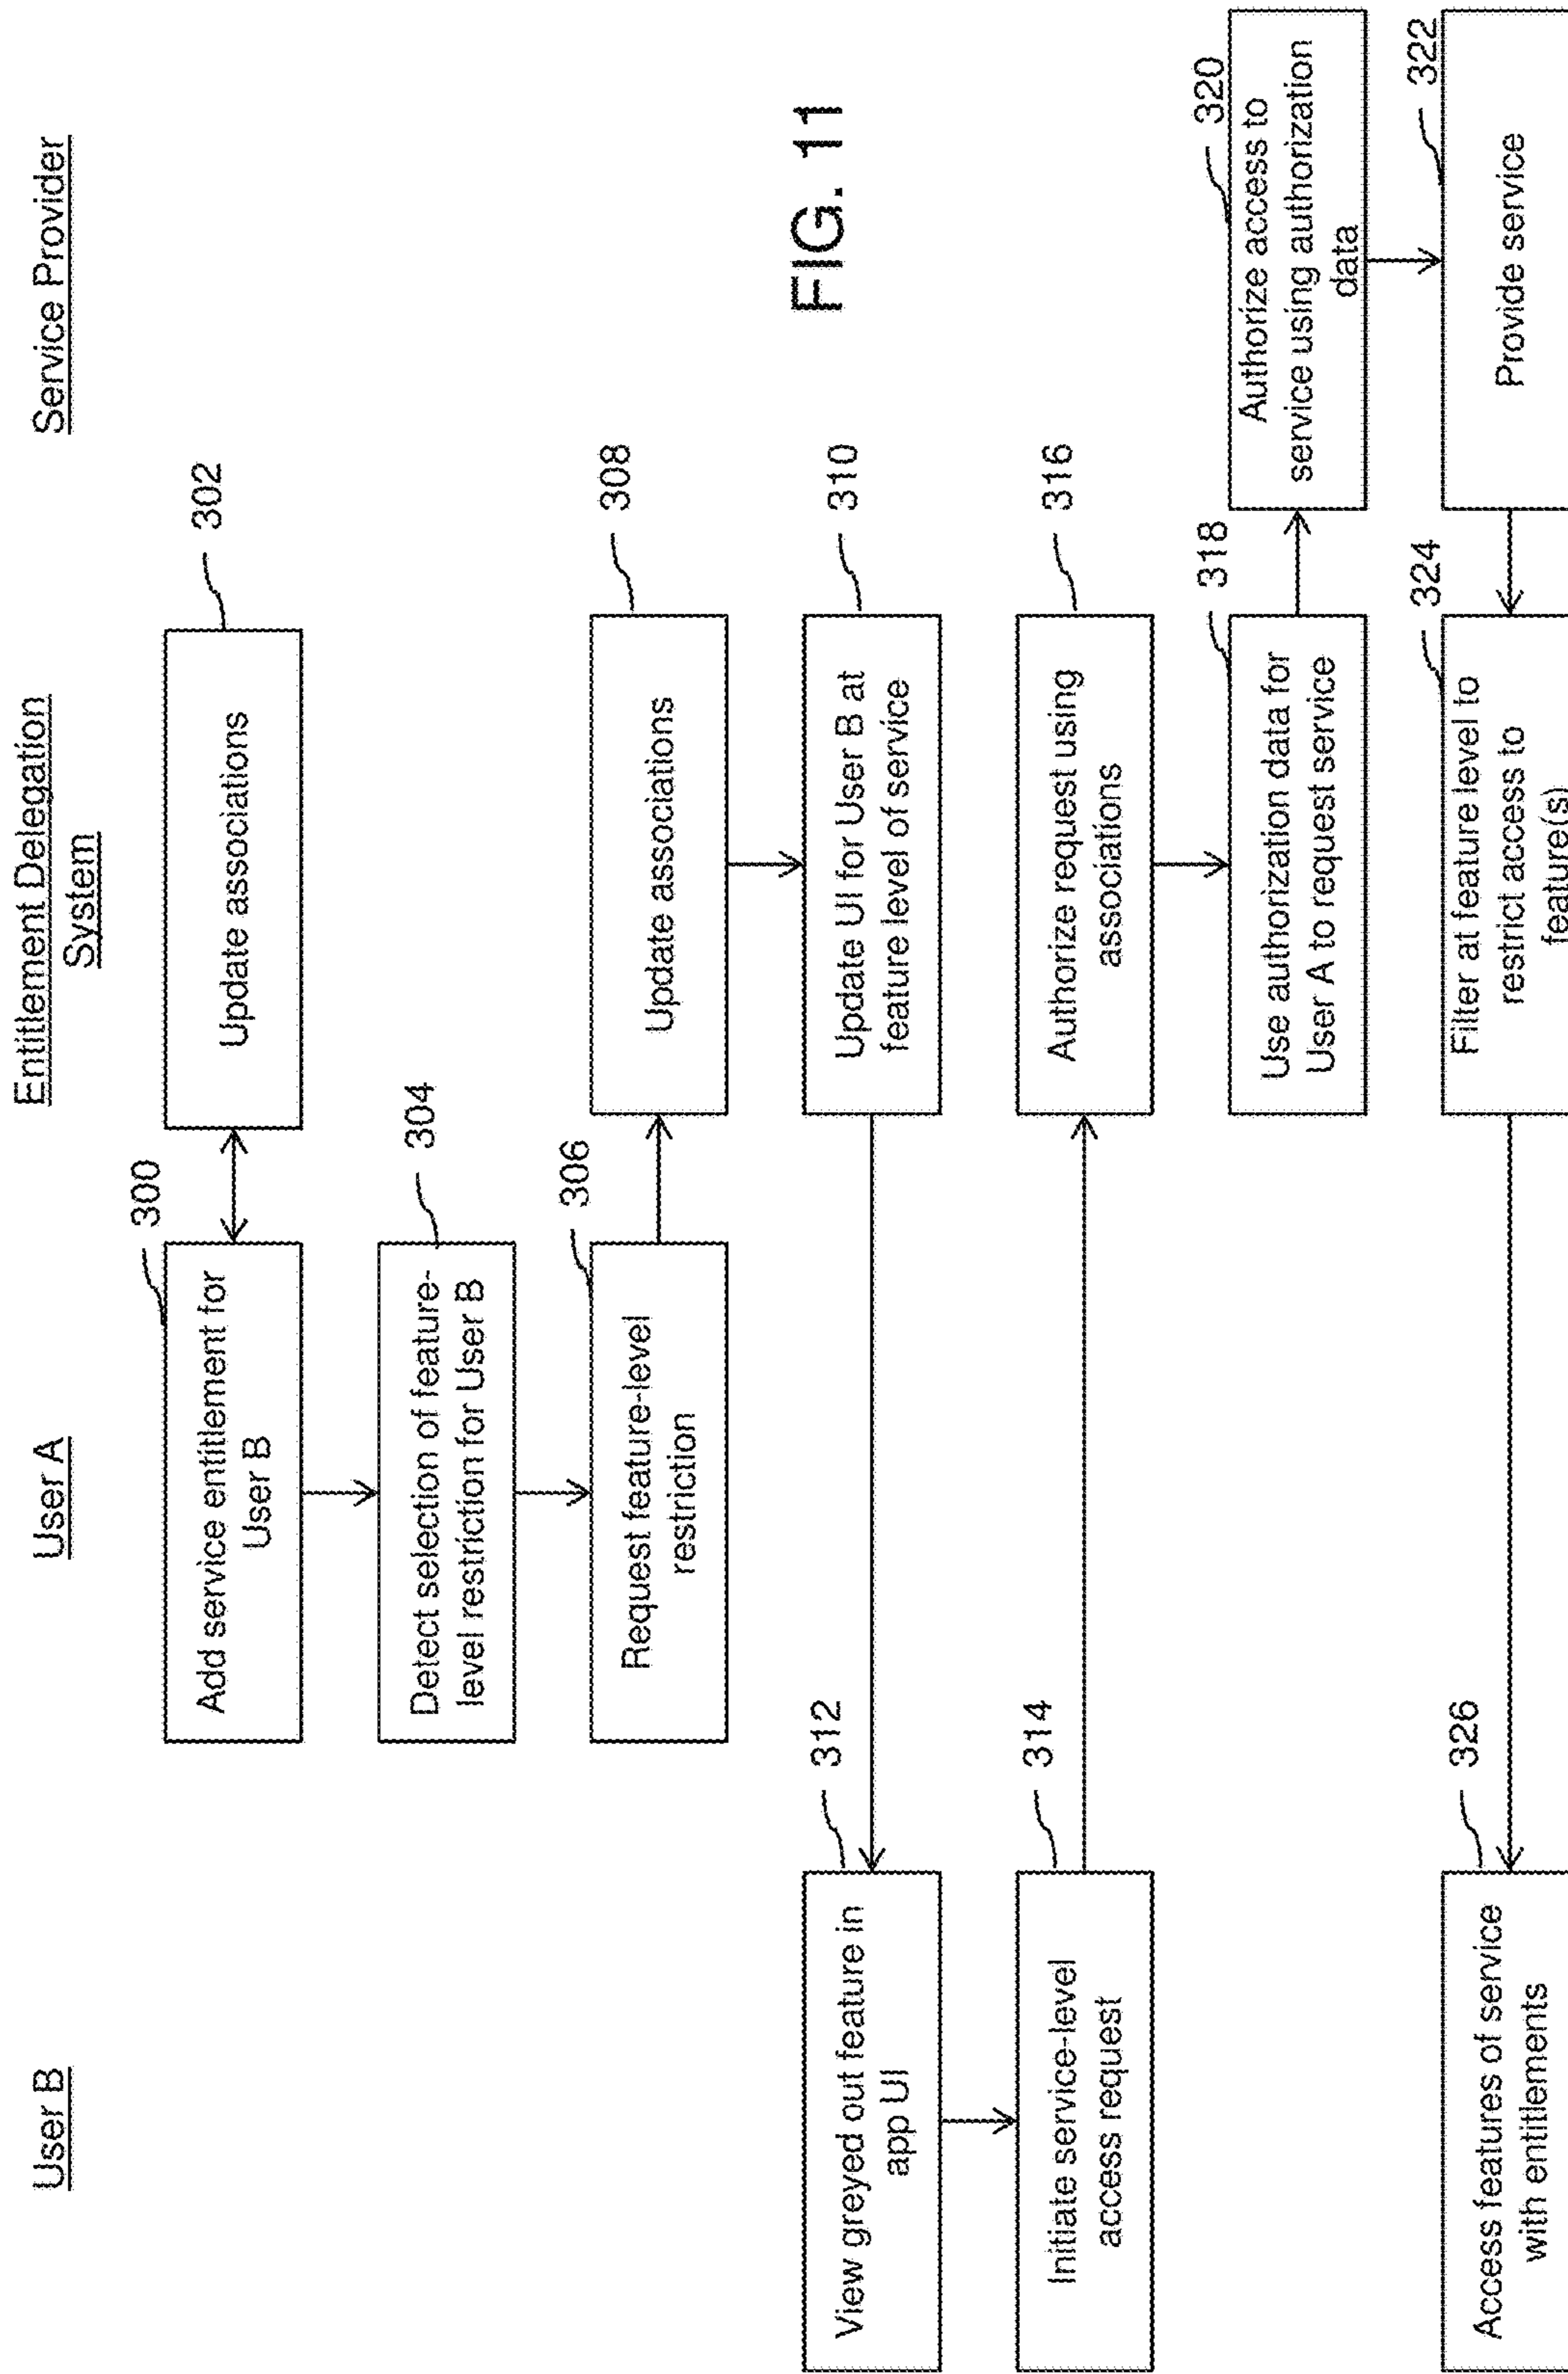 User B
User A
Entitlement Delegation
System
Service Provider
300
Add service entitlement for
User B
302
Update associations
304
Detect selection of feature-
level restriction for User B
306
Request feature-level
restriction
308
Update associations
310
Update UI for User B at
feature level of service
312
View greyed out feature in
app UI
314
Initiate service-level
access request
316
Authorize request using
associations
318
Use authorization data for
User A to request service
320
Authorize access to
service using authorization
data
322
Provide service
324
Filter at feature level to
restrict access to
feature(s)
326
Access features of service
with entitlements
FIG. 11